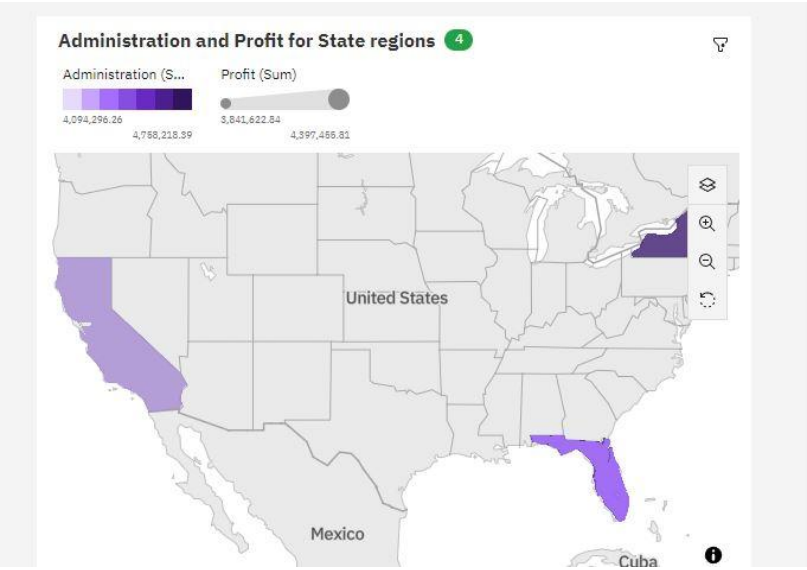 Administration and Profit for State regions 4
Administration (S... Profit (Sum)
4,094,296.26 3,841,622.84
4,758,218.39 4,397,455.81
United States
Mexico
Cuba